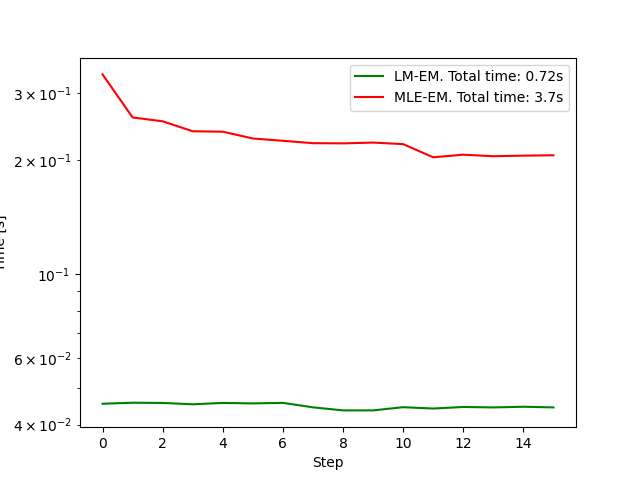 LM-EM. Total time: 0.72s
MLE-EM. Total time: 3.7s
3 × 10⁻¹
2 × 10⁻¹
10⁻¹
6 × 10⁻²
4 × 10⁻²
0 2 4 6 8 10 12 14
Step